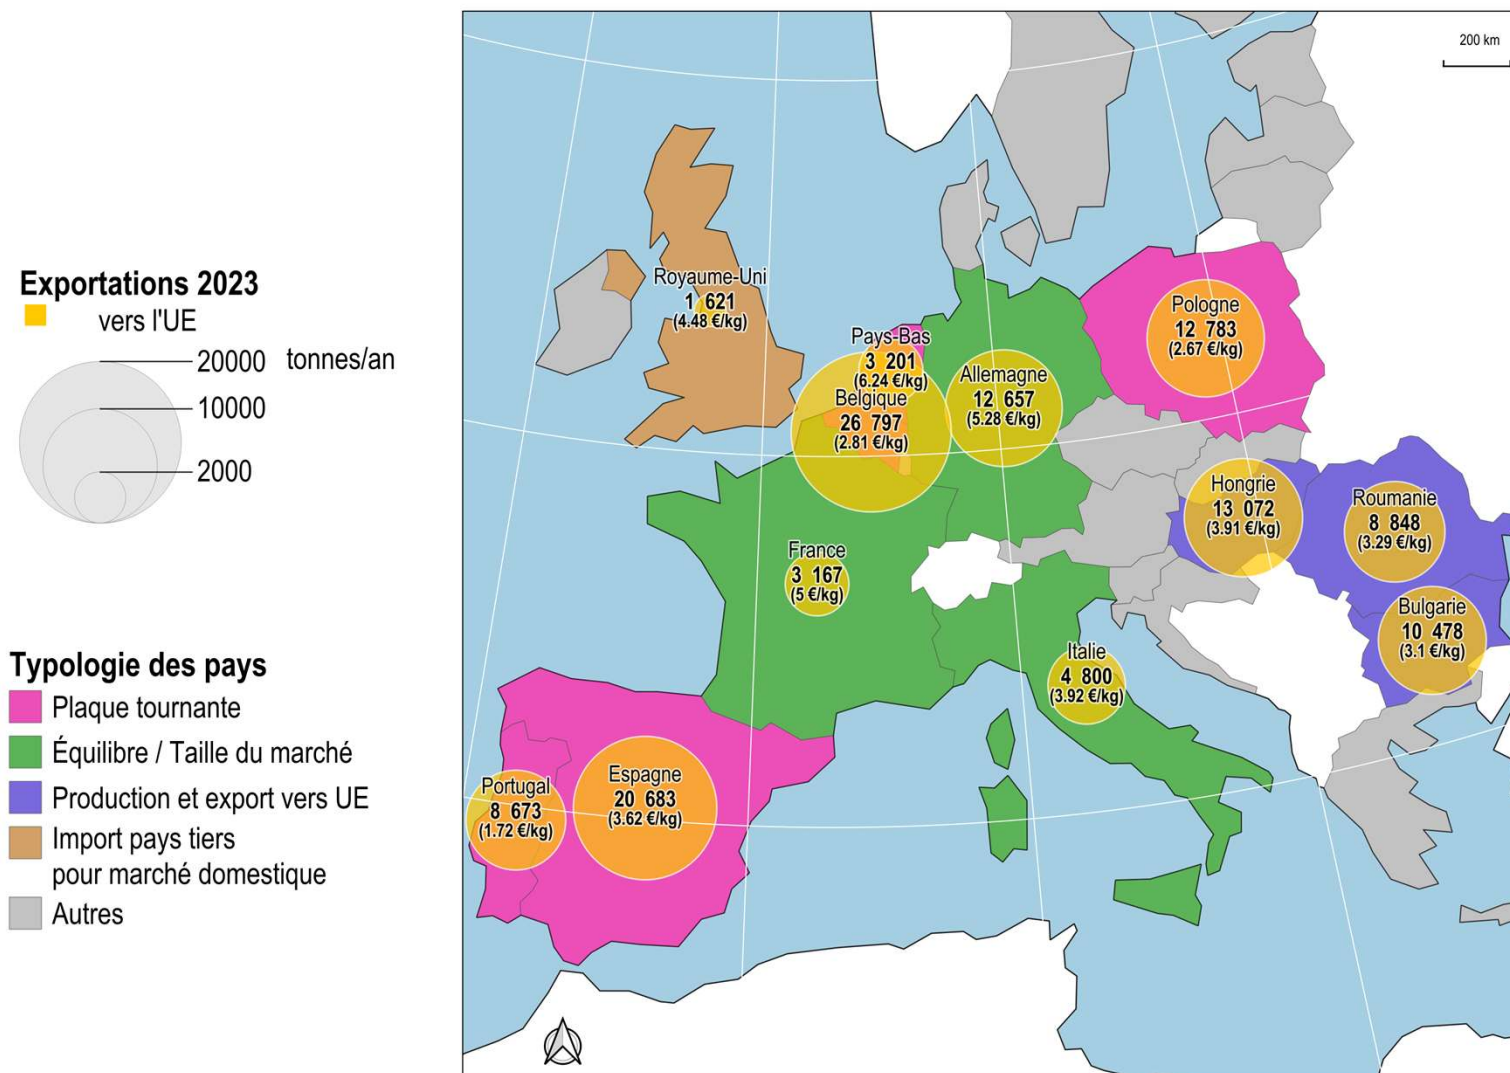 Exportations 2023
vers l'UE
20000 tonnes/an
10000
2000
Typologie des pays
Plaque tournante
Équilibre / Taille du marché
Production et export vers UE
Import pays tiers
pour marché domestique
Autres
200 km
Royaume-Uni
1 621
(4.48 €/kg)
Pays-Bas
3 201
(6.24 €/kg)
Belgique
26 797
(2.81 €/kg)
Allemagne
12 657
(5.28 €/kg)
Pologne
12 783
(2.67 €/kg)
Hongrie
13 072
(3.91 €/kg)
Roumanie
8 848
(3.29 €/kg)
Bulgarie
10 478
(3.1 €/kg)
France
3 167
(5 €/kg)
Italie
4 800
(3.92 €/kg)
Portugal
8 673
(1.72 €/kg)
Espagne
20 683
(3.62 €/kg)